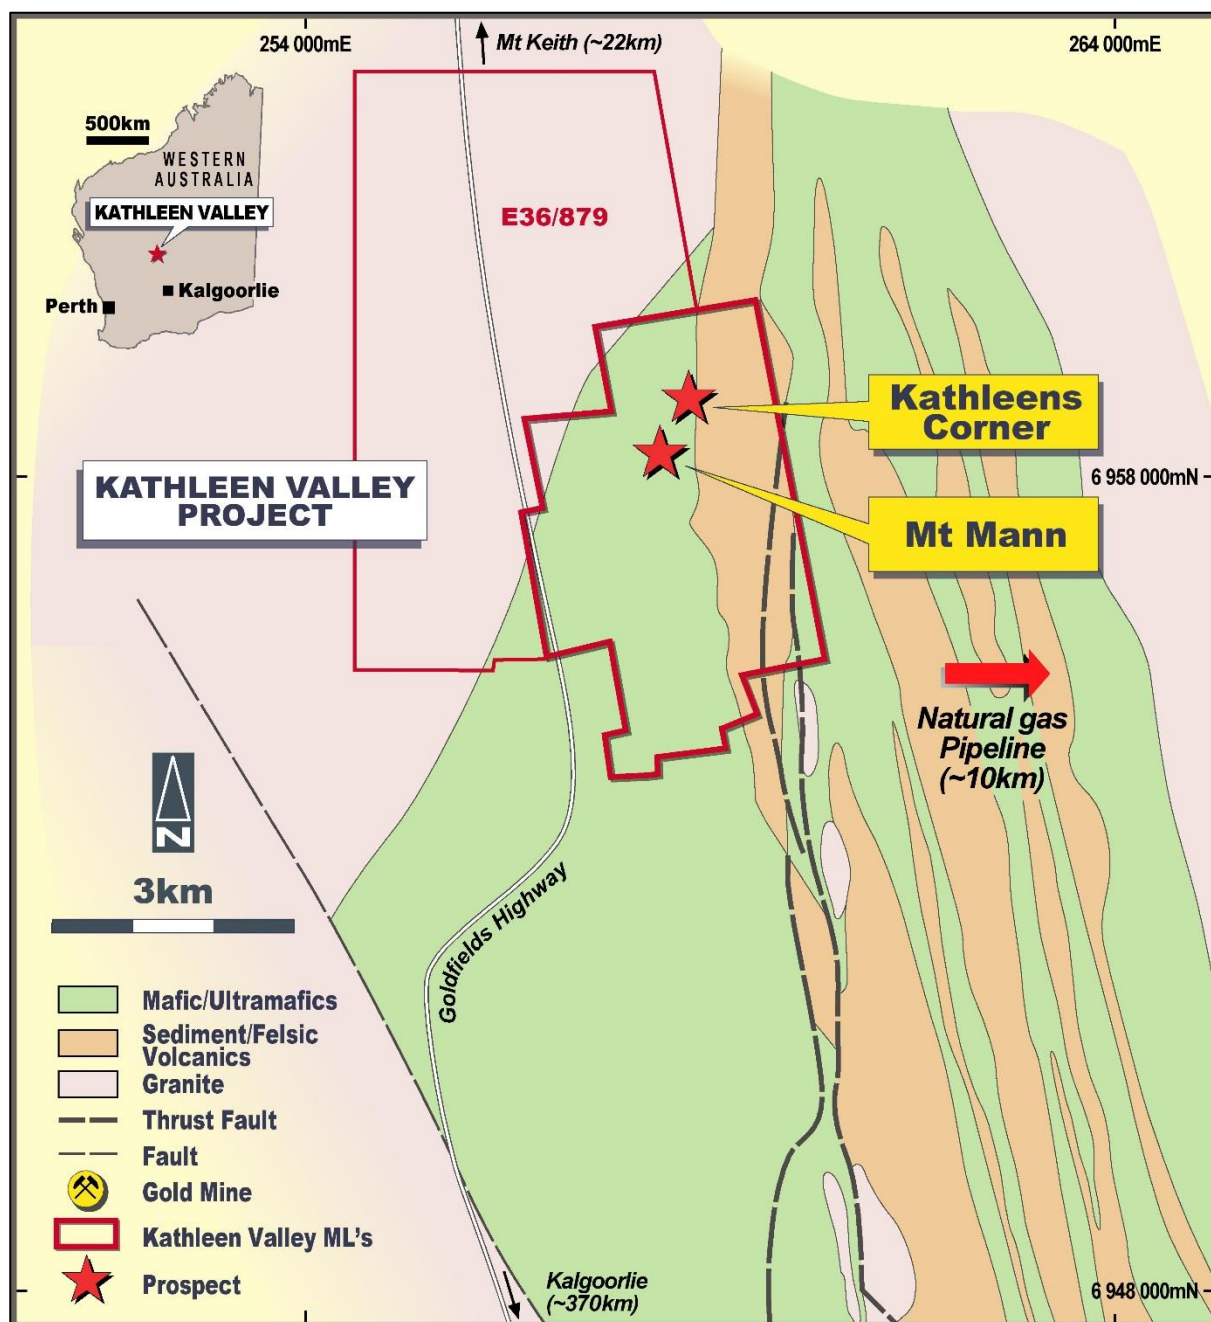 254 000mE
Mt Keith (~22km)
264 000mE
500km
WESTERN
AUSTRALIA
KATHLEEN VALLEY
Kalgoorlie
Perth
E36/879
Kathleens
Corner
6 958 000mN
KATHLEEN VALLEY
PROJECT
Mt Mann
Natural gas
Pipeline
(~10km)
N
3km
Goldfields Highway
Mafic/Ultramafics
Sediment/Felsic
Volcanics
Granite
Thrust Fault
Fault
Gold Mine
Kathleen Valley ML's
Prospect
Kalgoorlie
(~370km)
6 948 000mN